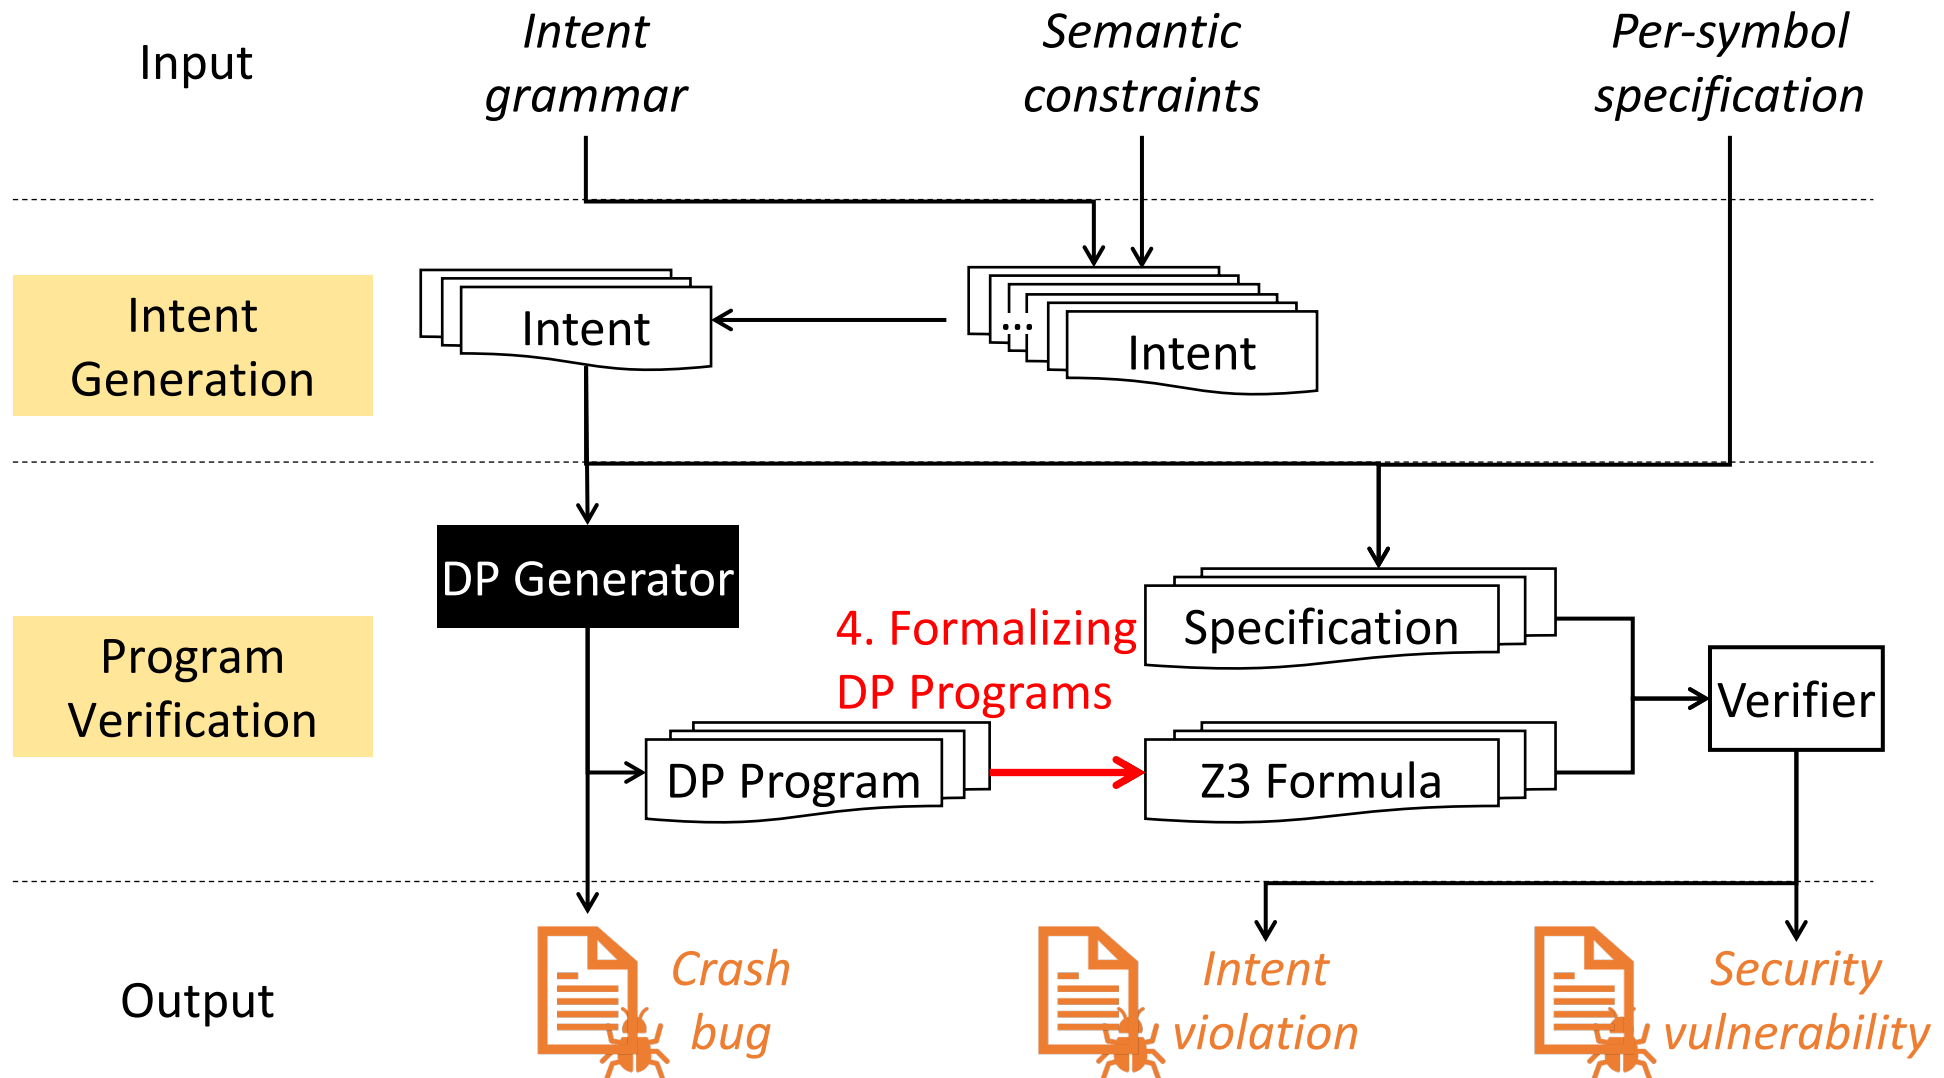 Input
Intent
grammar
Semantic
constraints
Per-symbol
specification
Intent
Generation
Intent
...
Intent
DP Generator
Program
Verification
4. Formalizing
DP Programs
Specification
Verifier
DP Program
Z3 Formula
Output
Crash
bug
Intent
violation
Security
vulnerability